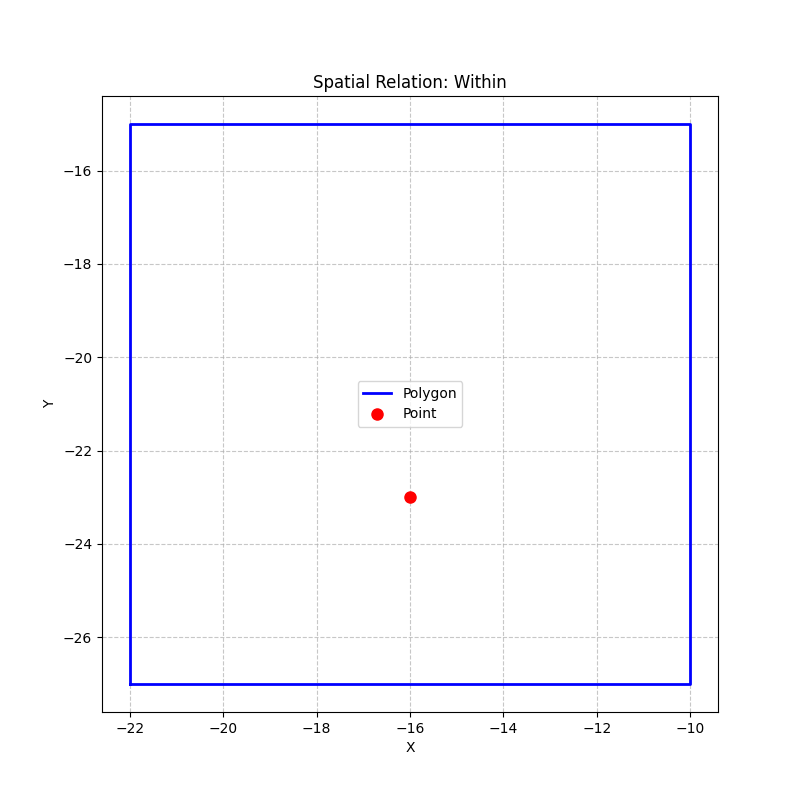 Spatial Relation: Within
Y
−16
−18
−20
−22
−24
−26
Polygon
Point
−22 −20 −18 −16 −14 −12 −10
X